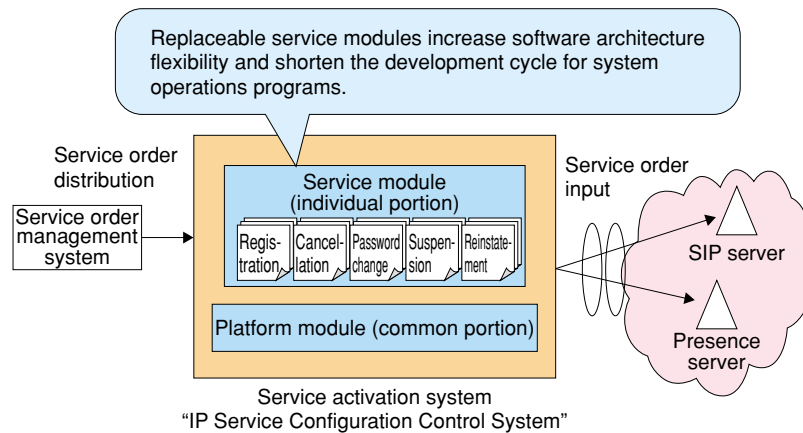 Replaceable service modules increase software architecture
flexibility and shorten the development cycle for system
operations programs.
Service order
distribution
Service order
management
system
Service module
(individual portion)
Regis-
tration
Cancel-
lation
Password
change
Suspen-
sion
Reinstate-
ment
Platform module (common portion)
Service order
input
SIP server
Presence
server
Service activation system
“IP Service Configuration Control System”